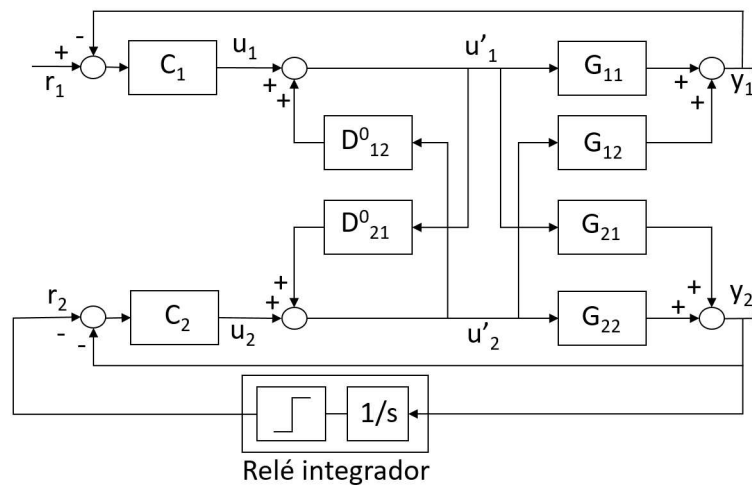 - +
r₁
C₁
u₁
+ +
u’₁
G₁₁
+ +
y₁
D⁰₁₂
G₁₂
D⁰₂₁
G₂₁
r₂
- -
C₂
u₂
+ +
u’₂
G₂₂
+ +
y₂
1/s
Relé integrador